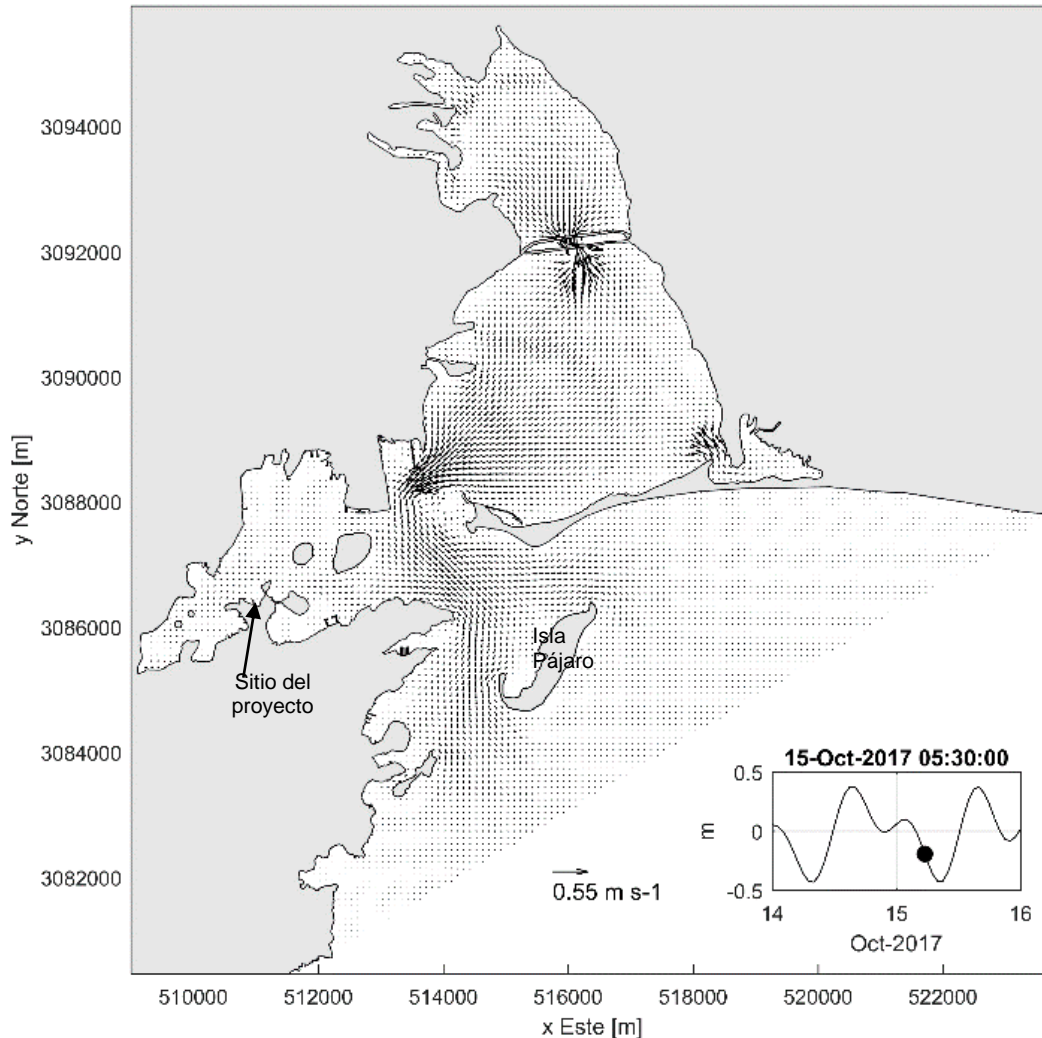 3094000
3092000
3090000
3088000
3086000
3084000
3082000
y Norte [m]
Isla
Pájaro
Sitio del
proyecto
0.55 m s-1
15-Oct-2017 05:30:00
0.5
0
-0.5
m
14
15
16
Oct-2017
510000
512000
514000
516000
518000
520000
522000
x Este [m]